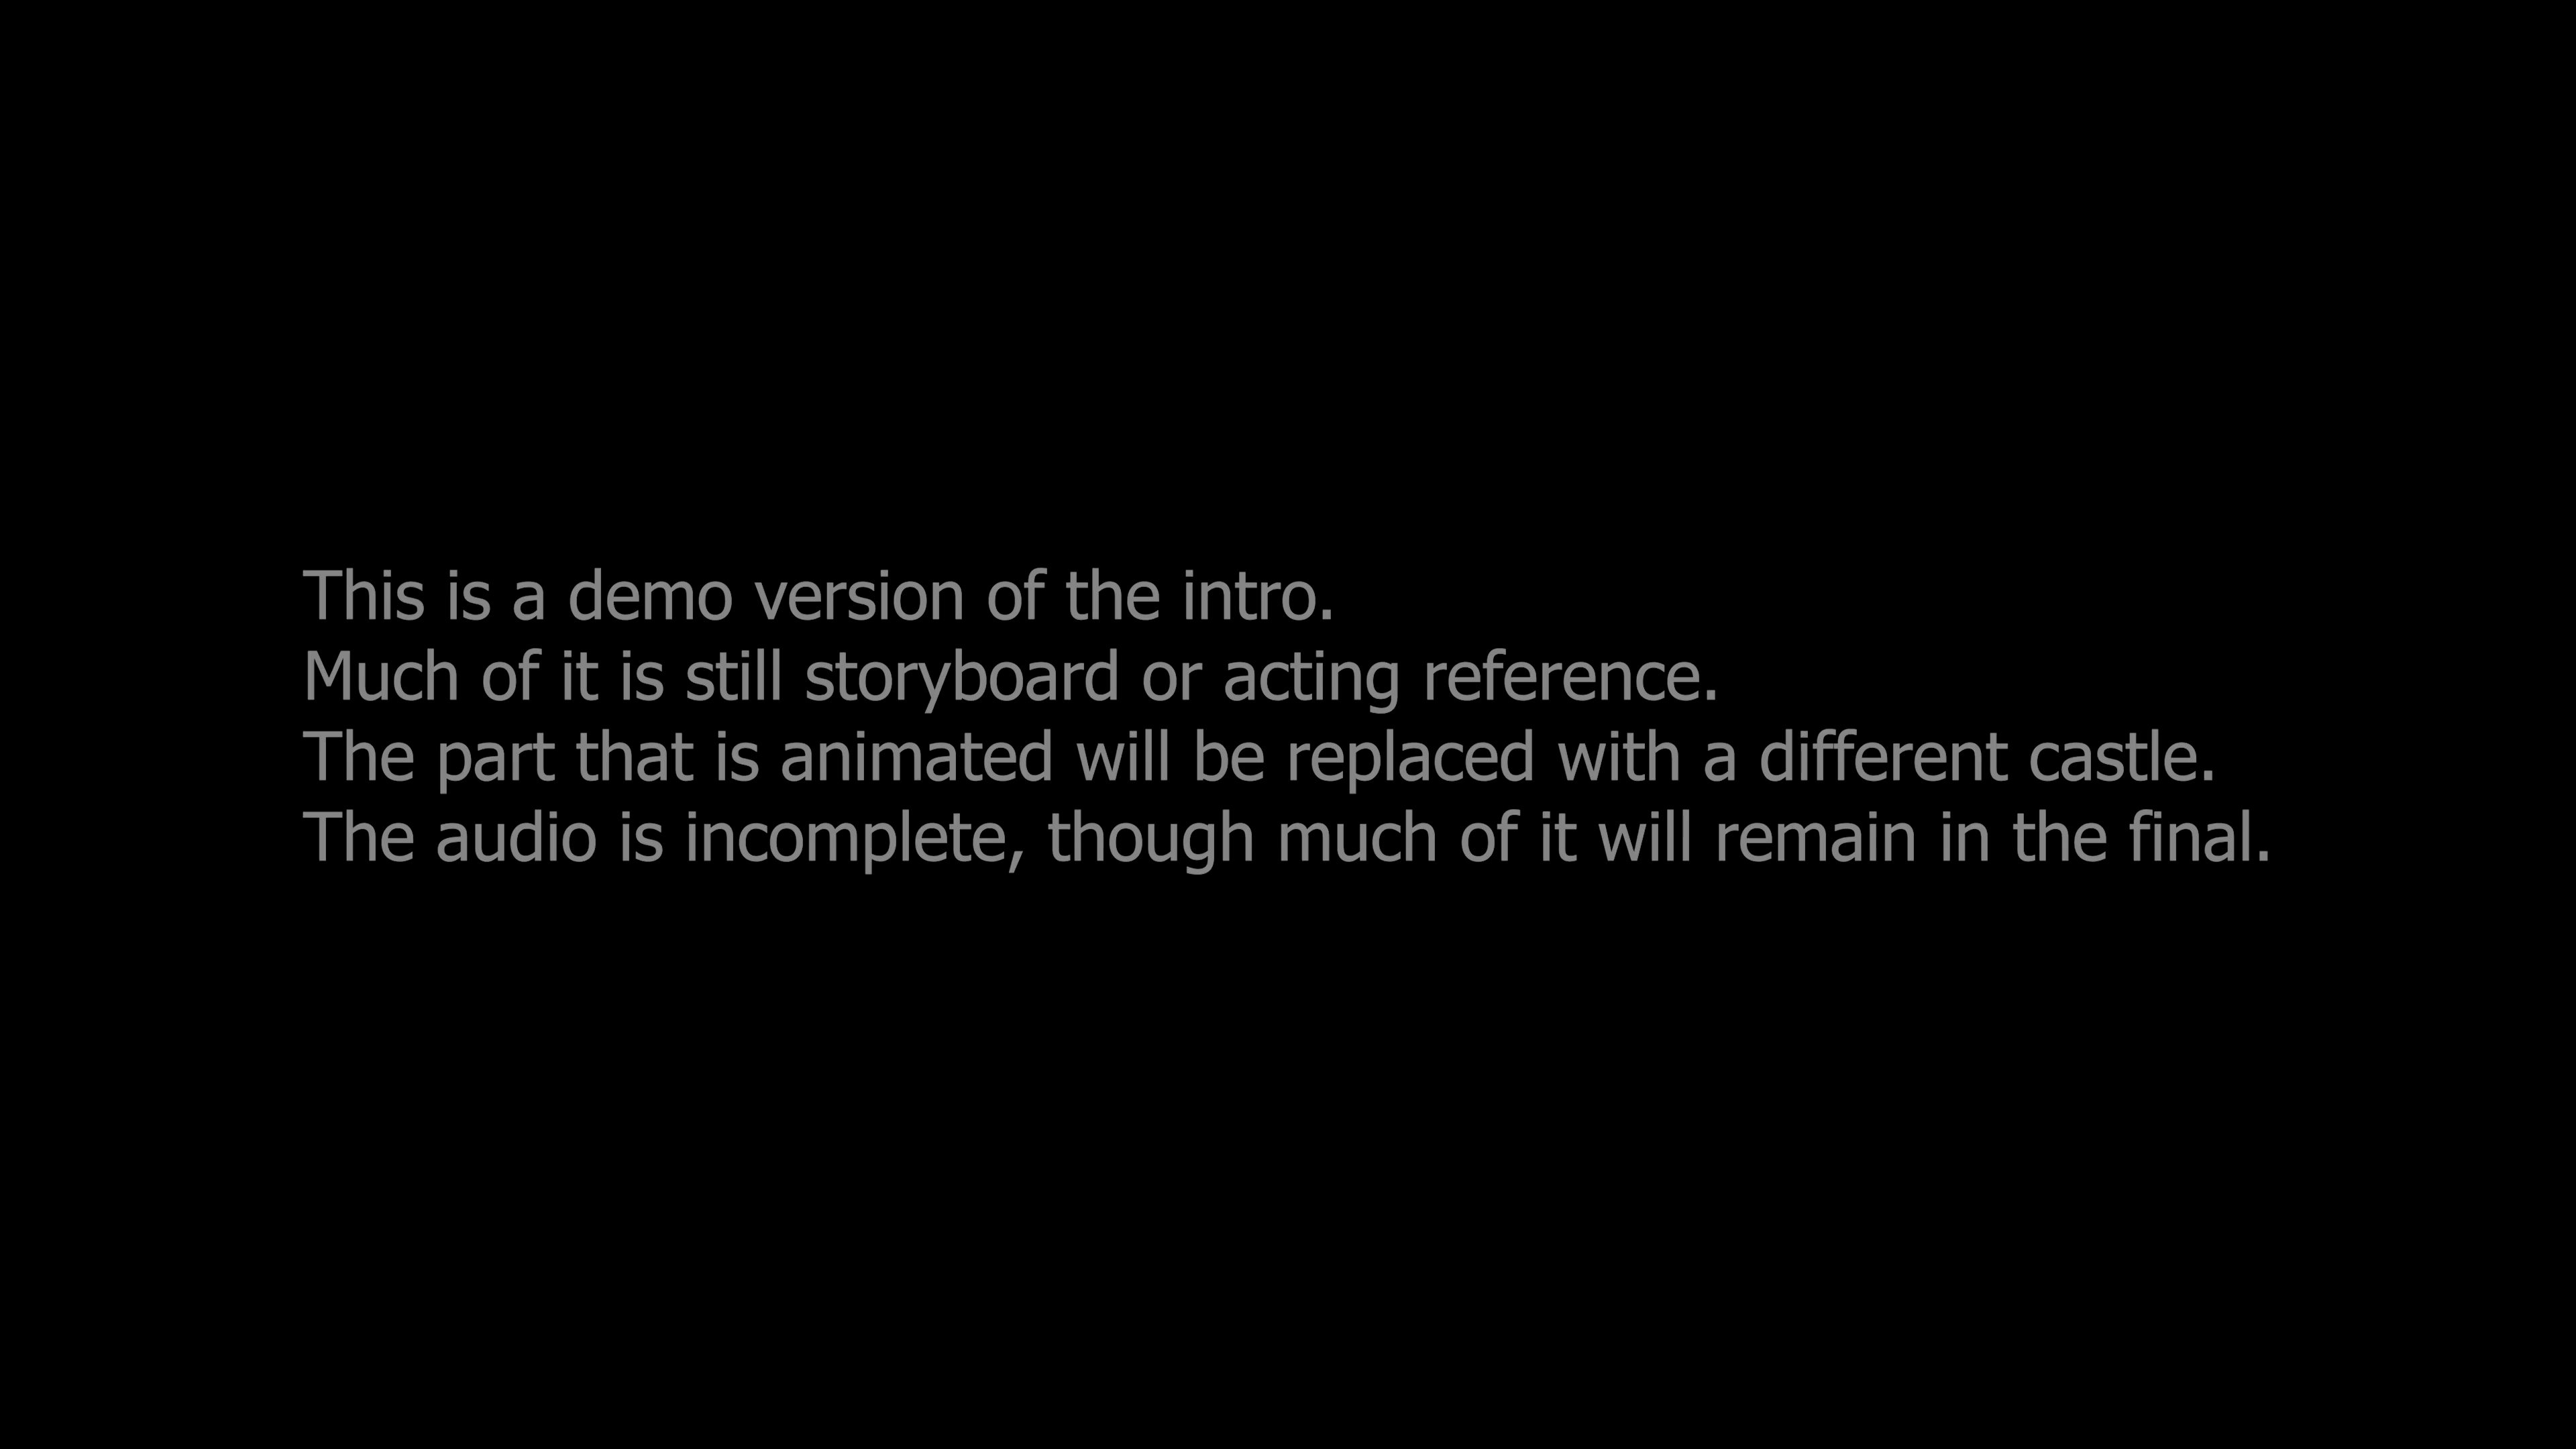 This is a demo version of the intro.
Much of it is still storyboard or acting reference.
The part that is animated will be replaced with a different castle.
The audio is incomplete, though much of it will remain in the final.